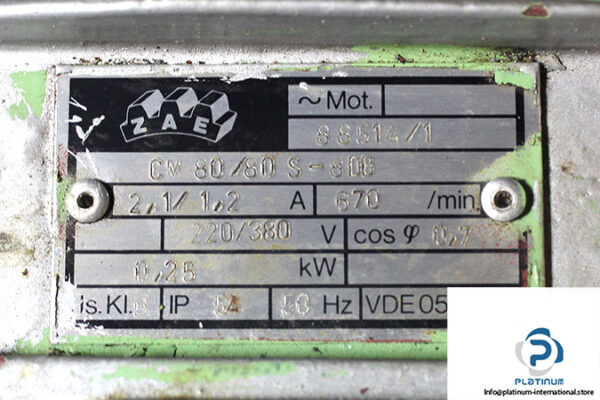 ZAE
~ Mot.
88514/1
CM 80/80 S-808
2,1/1,2 A 670 /min
220/380 V cos φ 0,7
0,25 kW
is. Kl. IP 54 50 Hz VDE 05
PLATINUM
Info@platinum-international.store